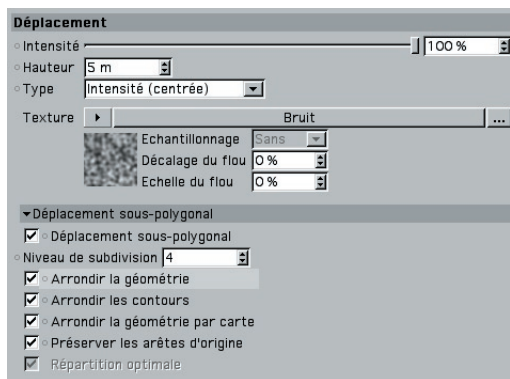 Déplacement
Intensité 100 %
Hauteur 5 m
Type Intensité (centrée)
Texture Bruit ...
Echantillonnage Sans
Décalage du flou 0 %
Echelle du flou 0 %
Déplacement sous-polygonal
Déplacement sous-polygonal
Niveau de subdivision 4
Arrondir la géométrie
Arrondir les contours
Arrondir la géométrie par carte
Préserver les arêtes d'origine
Répartition optimale